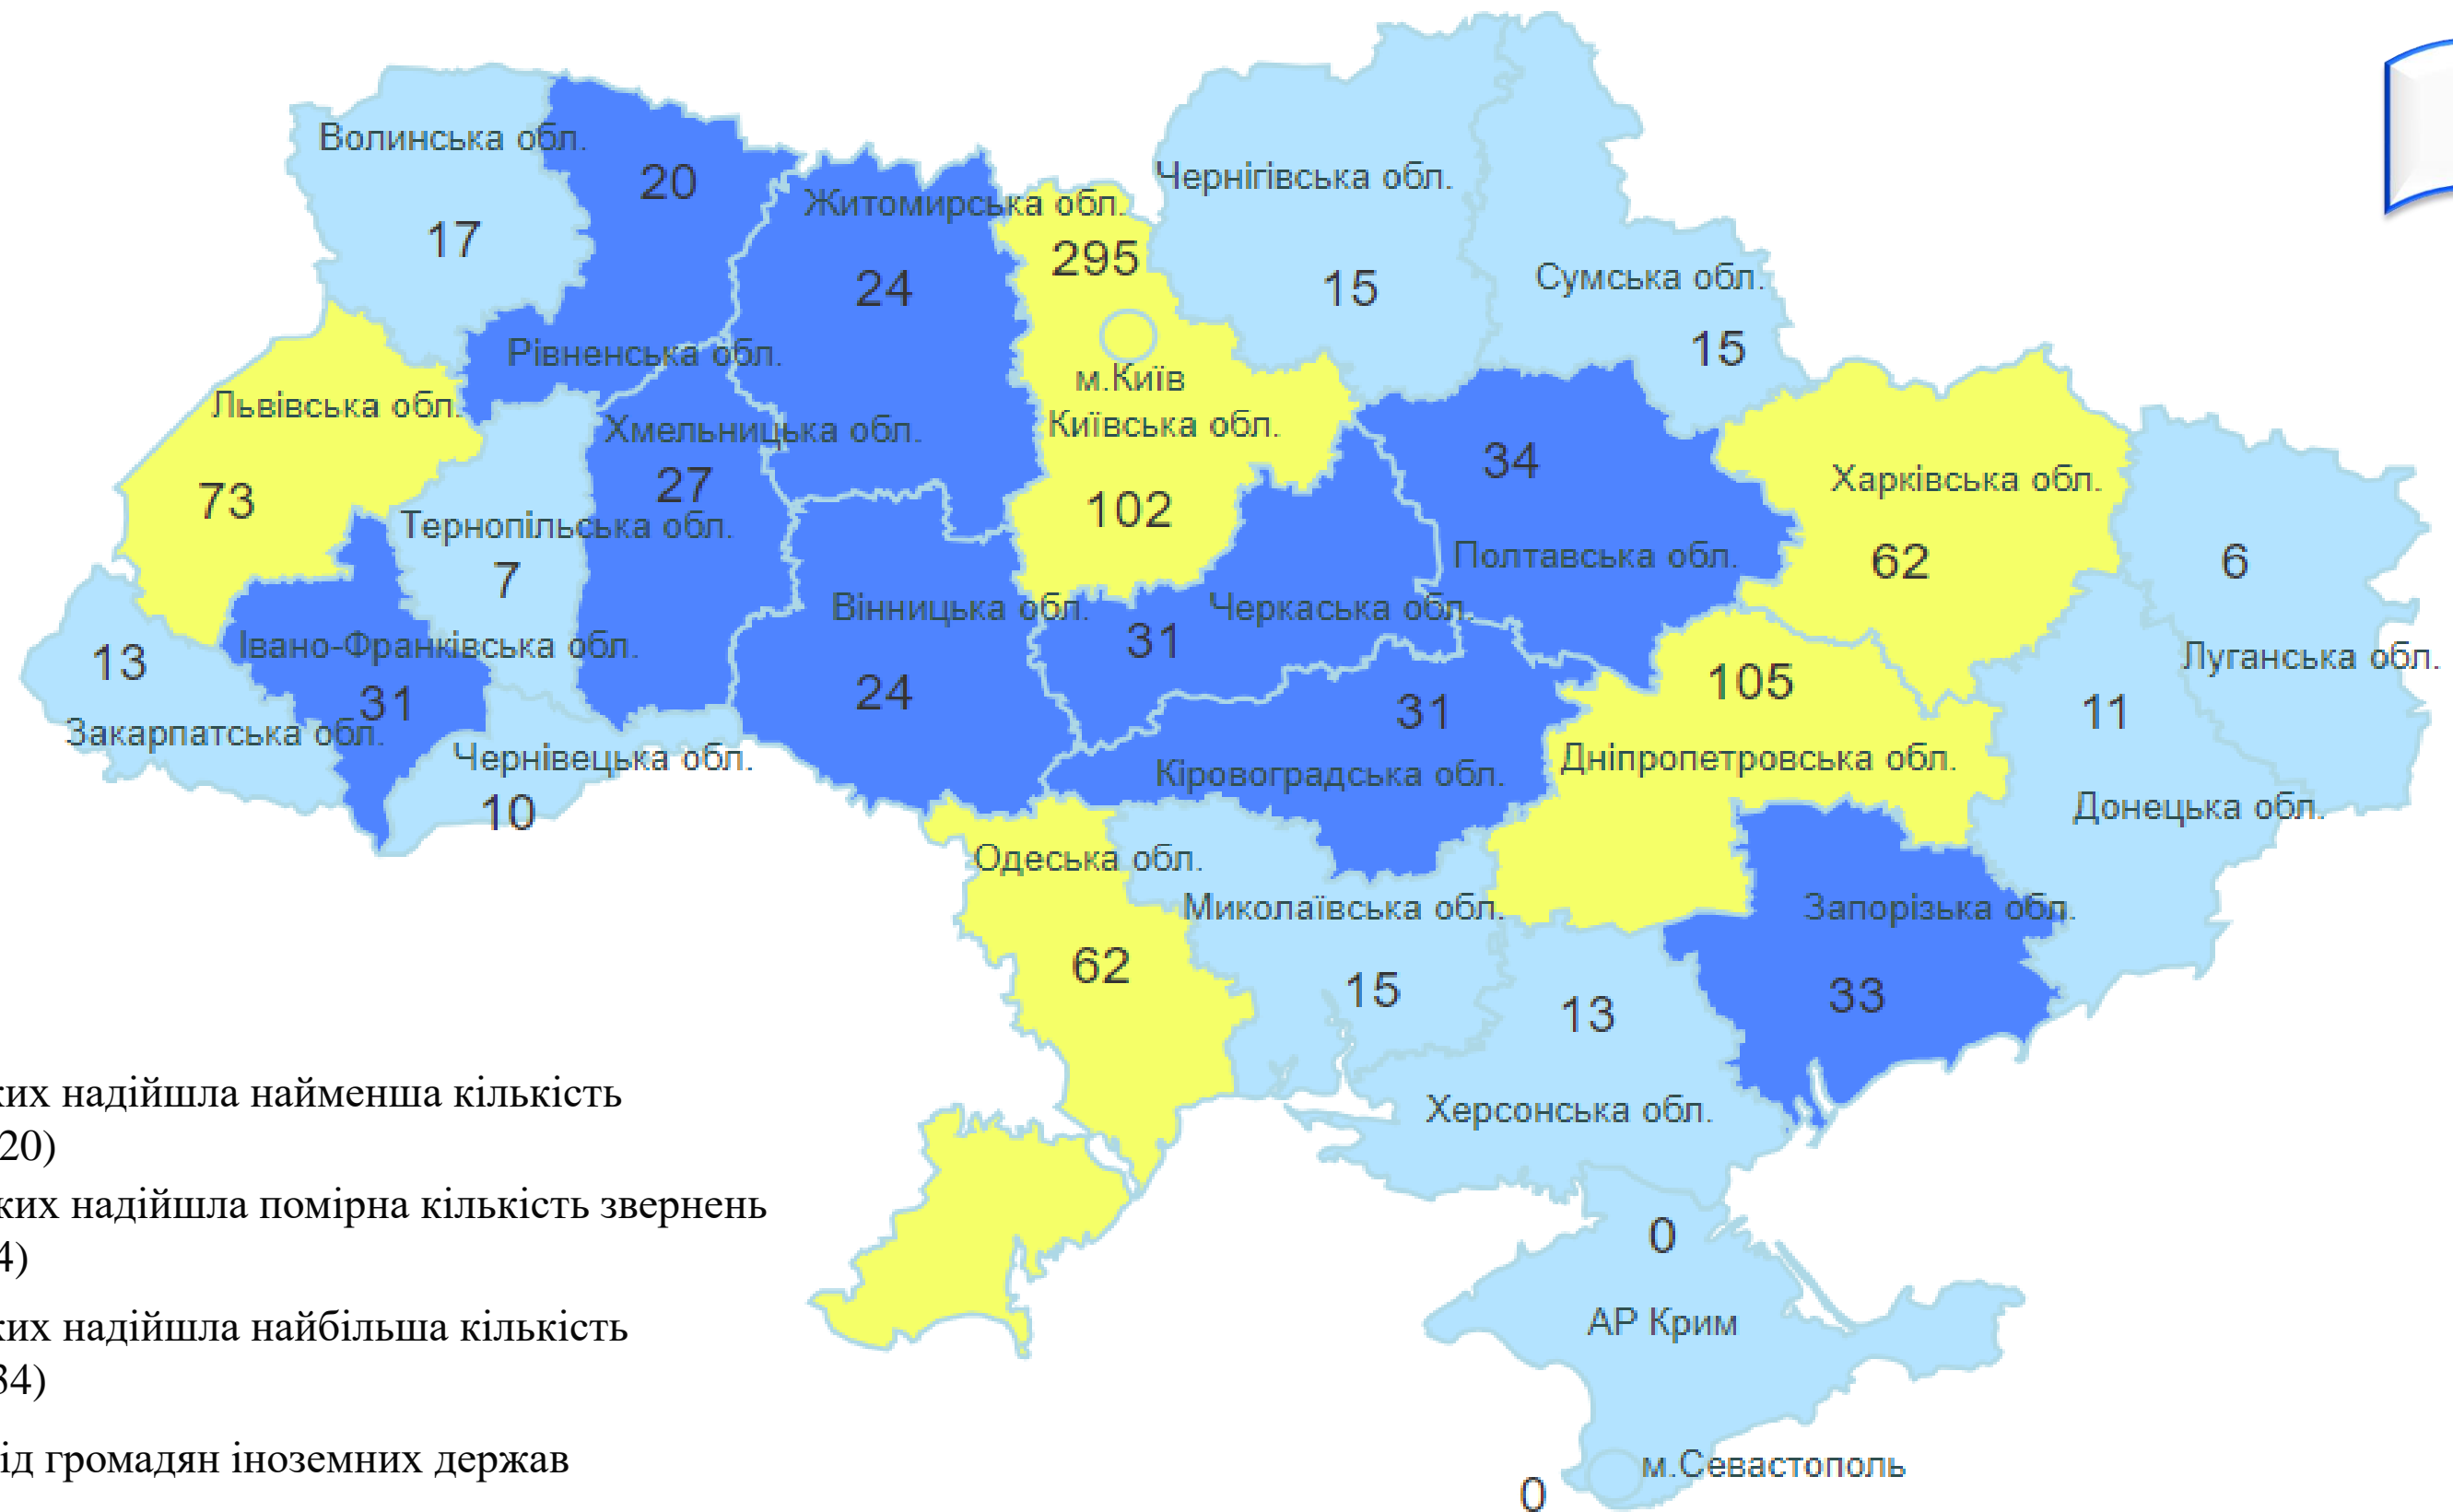 Волинська обл.
17
20
Рівненська обл.
Житомирська обл.
24
295
м.Київ
Київська обл.
102
Чернігівська обл.
15
Сумська обл.
15
Львівська обл.
73
Хмельницька обл.
27
Тернопільська обл.
7
34
Полтавська обл.
Харківська обл.
62
6
Луганська обл.
13
Закарпатська обл.
Івано-Франківська обл.
31
Чернівецька обл.
10
Вінницька обл.
24
Черкаська обл.
31
31
Кіровоградська обл.
105
Дніпропетровська обл.
11
Донецька обл.
Одеська обл.
62
Миколаївська обл.
15
13
Херсонська обл.
Запорізька обл.
33
0
АР Крим
м.Севастополь
0
надійшла найменша кількість
20)
надійшла помірна кількість звернень
4)
надійшла найбільша кількість
34)
громадян іноземних держав